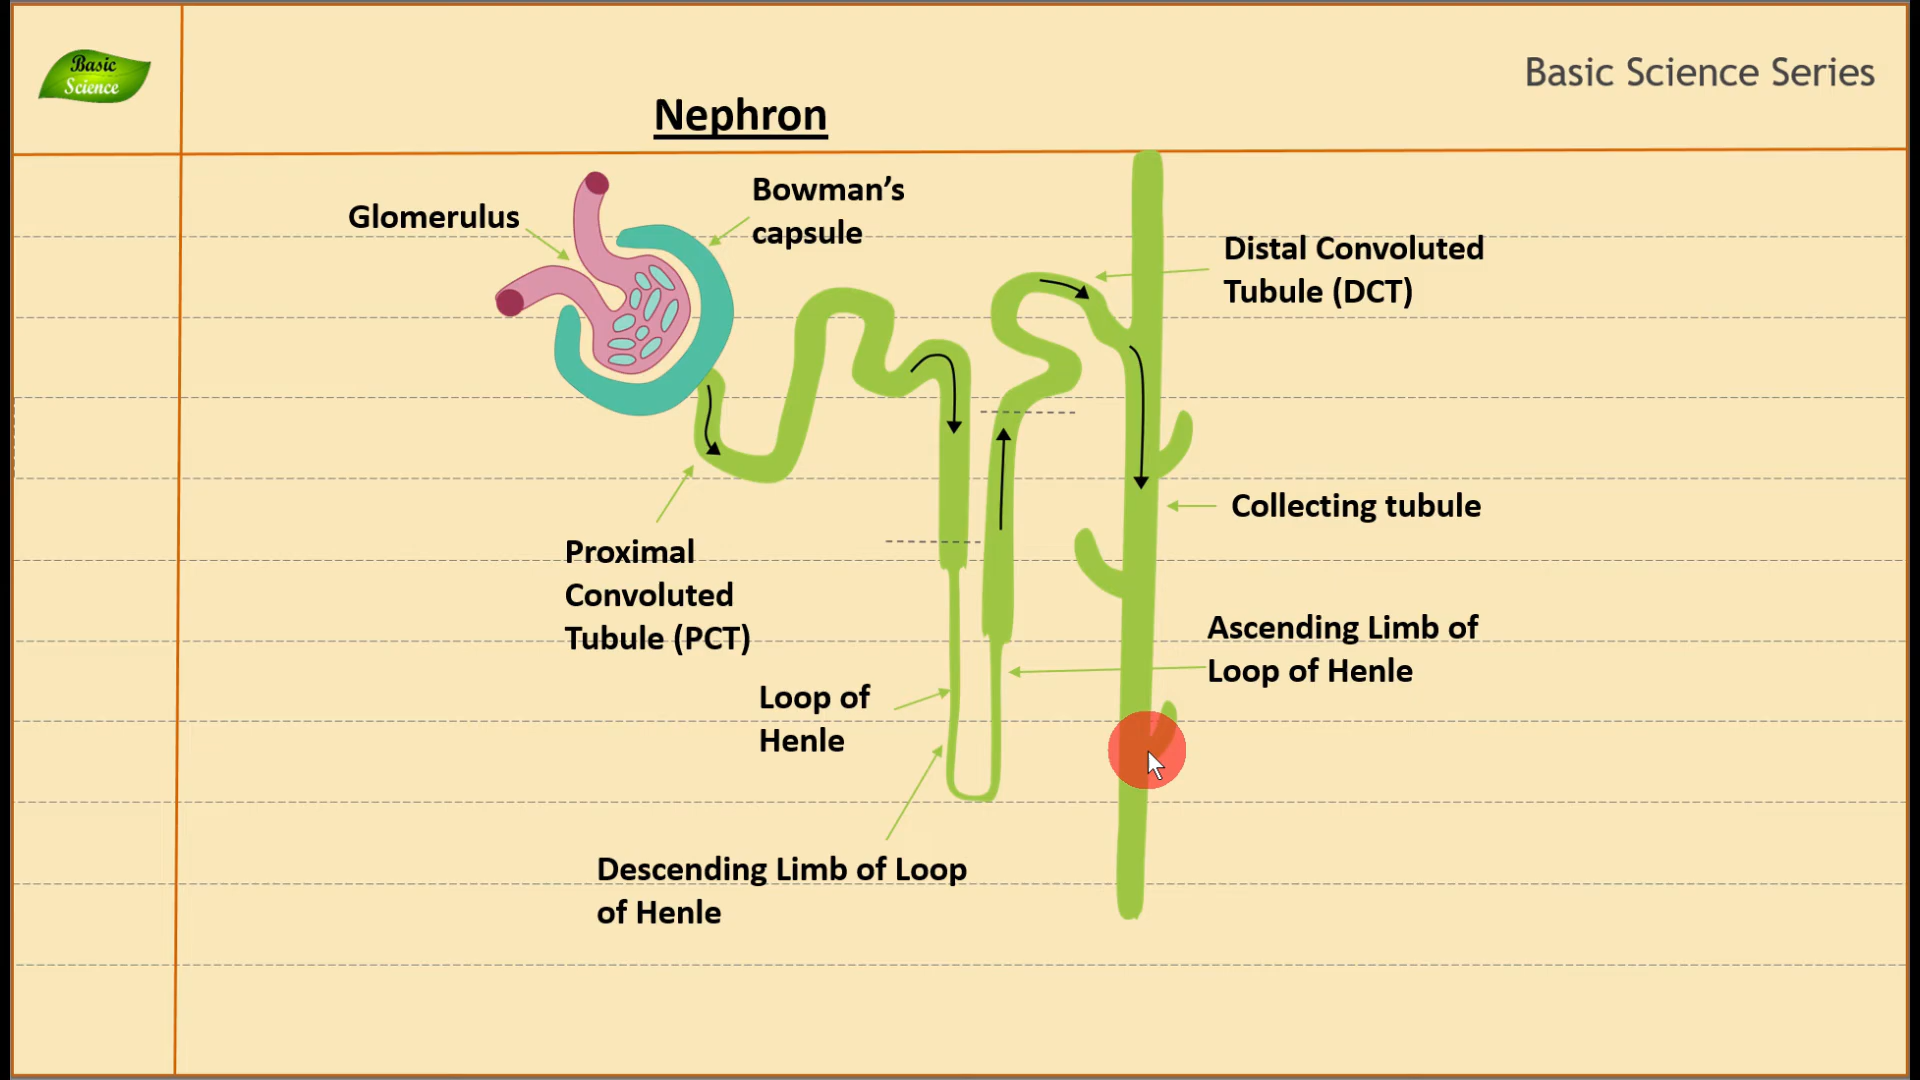 Basic
Science
Basic Science Series
Nephron
Glomerulus
Bowman’s
capsule
Distal Convoluted
Tubule (DCT)
Proximal
Convoluted
Tubule (PCT)
Collecting tubule
Ascending Limb of
Loop of Henle
Loop of
Henle
Descending Limb of Loop
of Henle